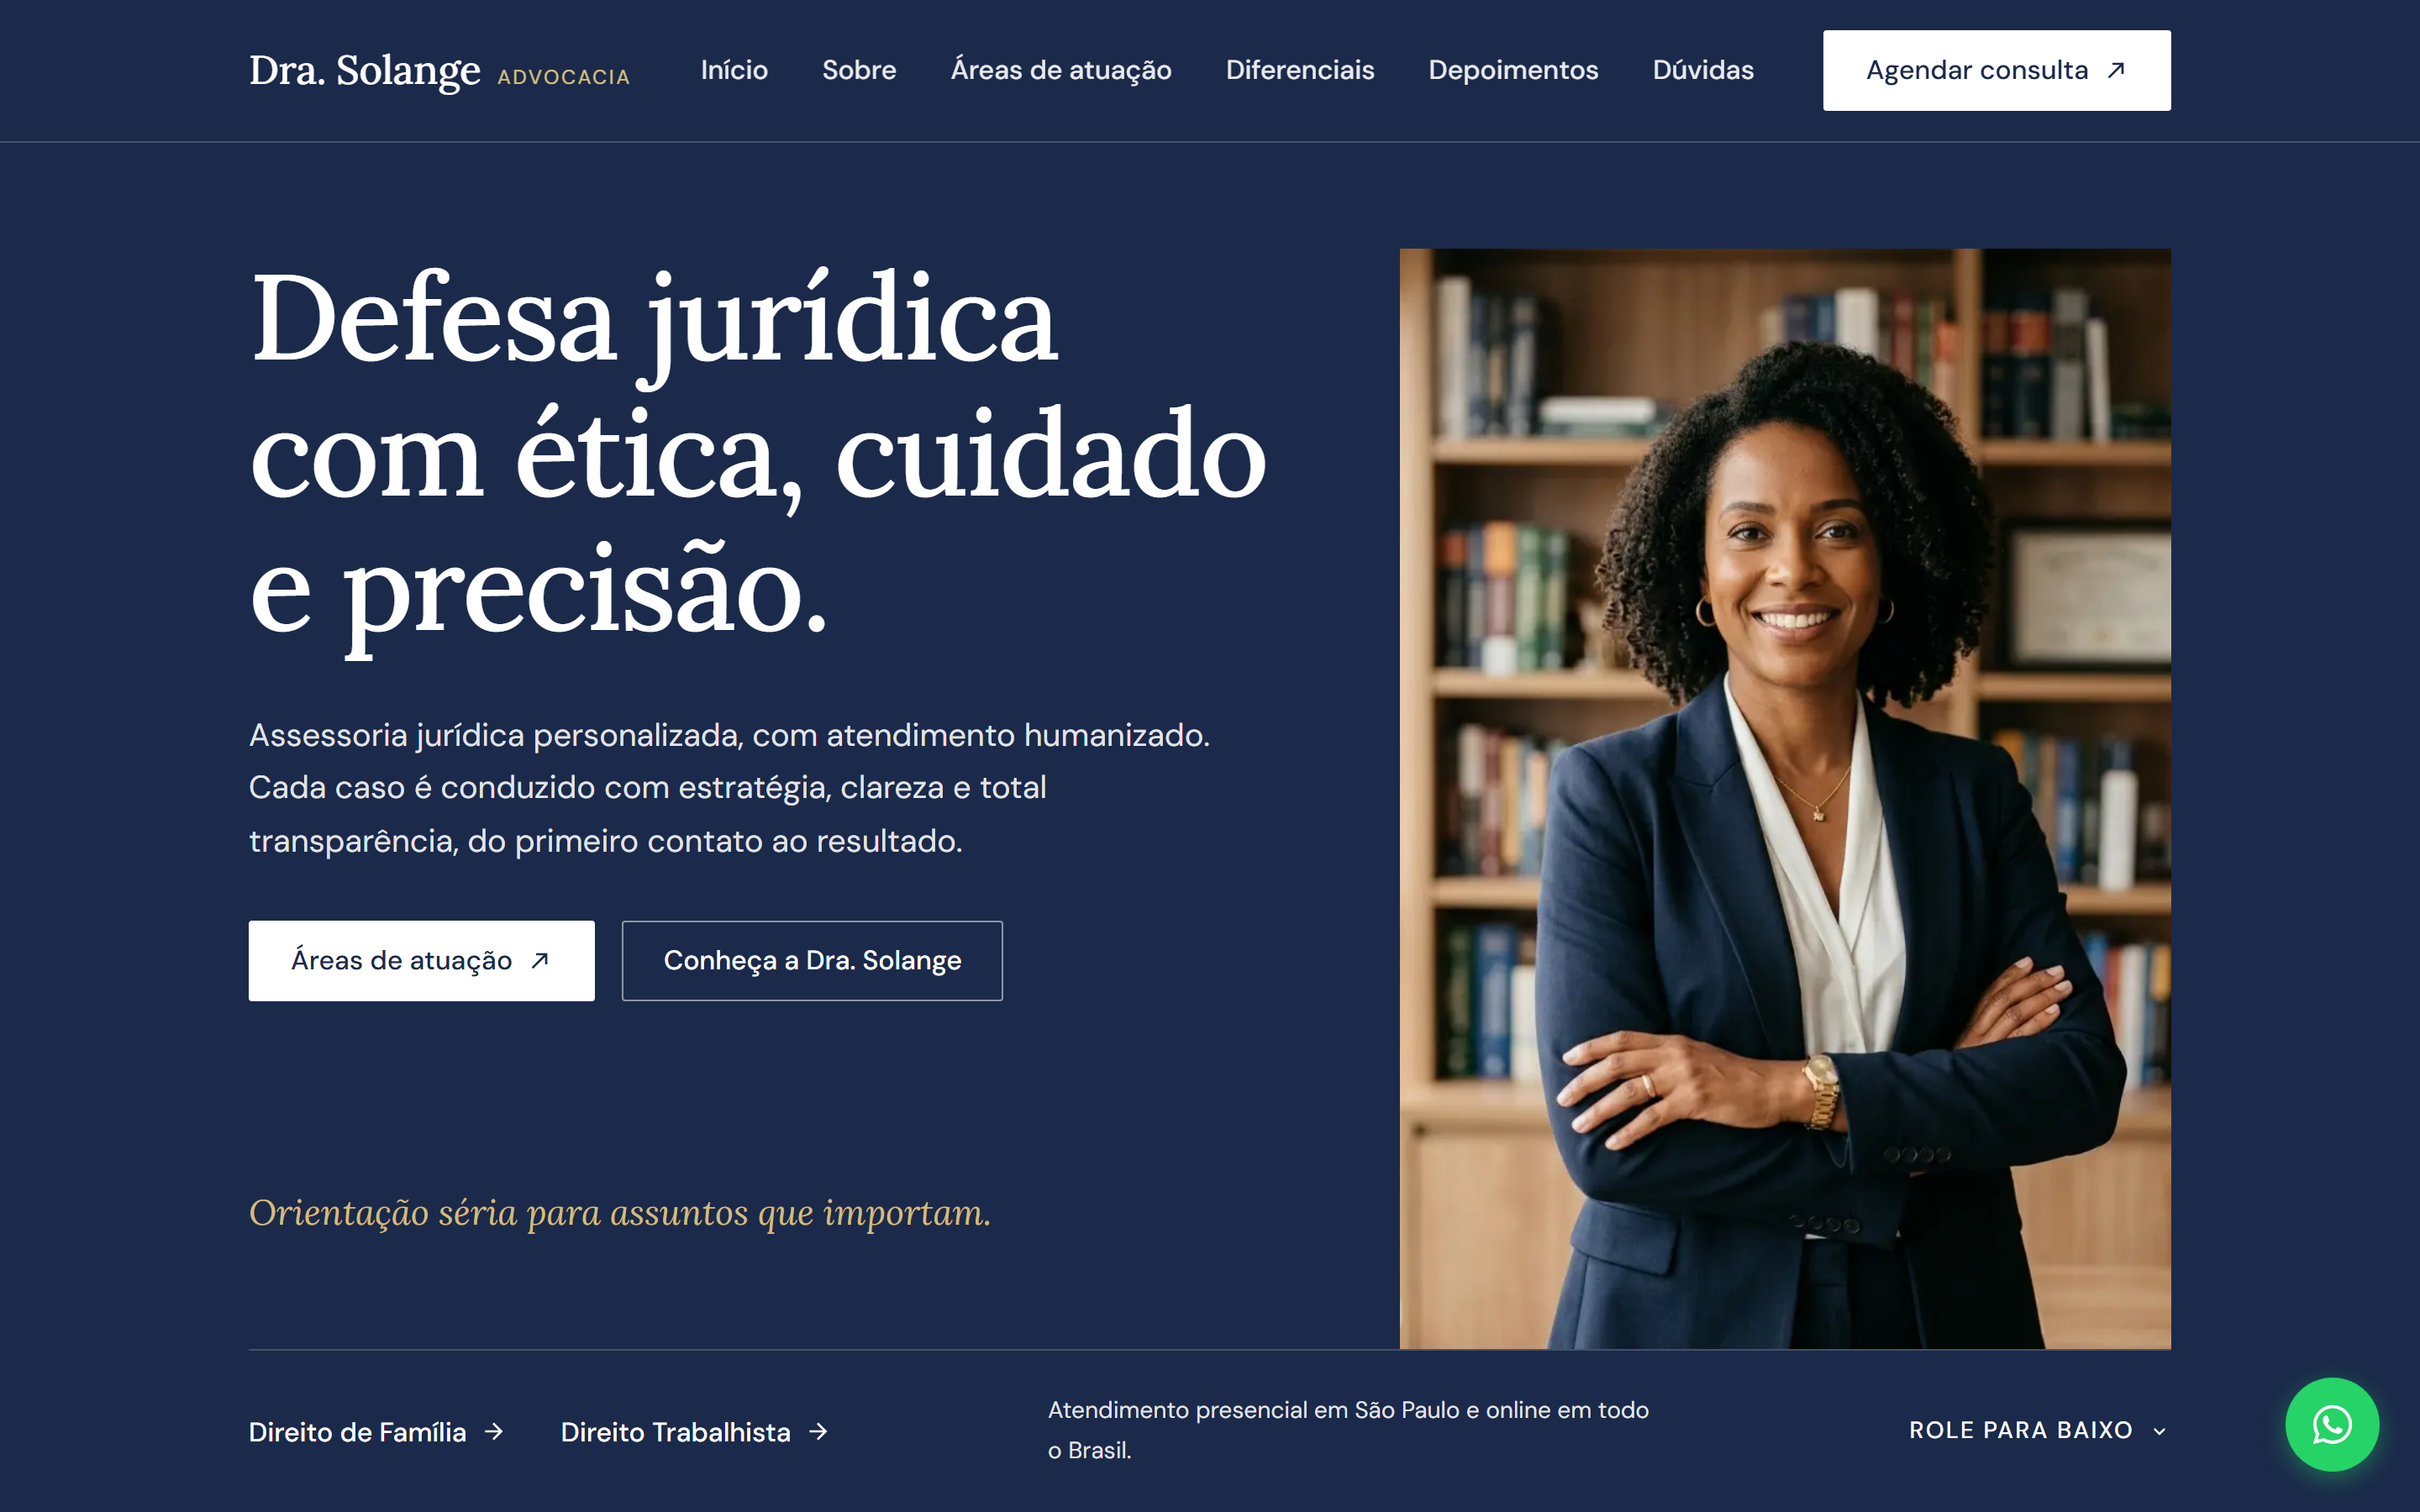 Dra. Solange ADVOCACIA
Início
Sobre
Áreas de atuação
Diferenciais
Depoimentos
Dúvidas
Agendar consulta
Defesa jurídica
com ética, cuidado
e precisão.
Assessoria jurídica personalizada, com atendimento humanizado.
Cada caso é conduzido com estratégia, clareza e total
transparência, do primeiro contato ao resultado.
Áreas de atuação
Conheça a Dra. Solange
Orientação séria para assuntos que importam.
Direito de Família
Direito Trabalhista
Atendimento presencial em São Paulo e online em todo
o Brasil.
ROLE PARA BAIXO